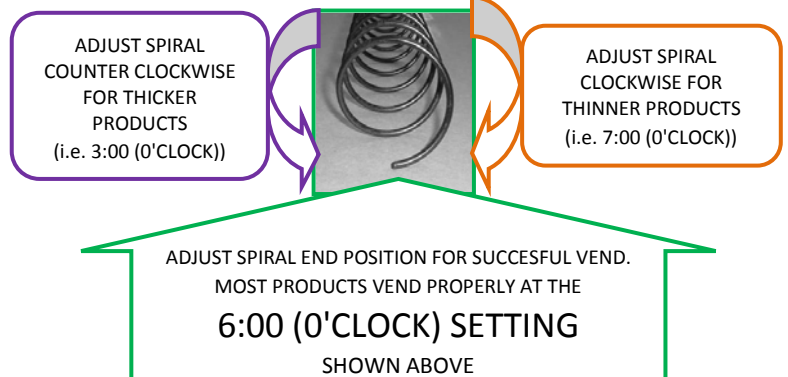 ADJUST SPIRAL
COUNTER CLOCKWISE
FOR THICKER
PRODUCTS
(i.e. 3:00 (0'CLOCK))
ADJUST SPIRAL
CLOCKWISE FOR
THINNER PRODUCTS
(i.e. 7:00 (0'CLOCK))
ADJUST SPIRAL END POSITION FOR SUCCESFUL VEND.
MOST PRODUCTS VEND PROPERLY AT THE
6:00 (0'CLOCK) SETTING
SHOWN ABOVE